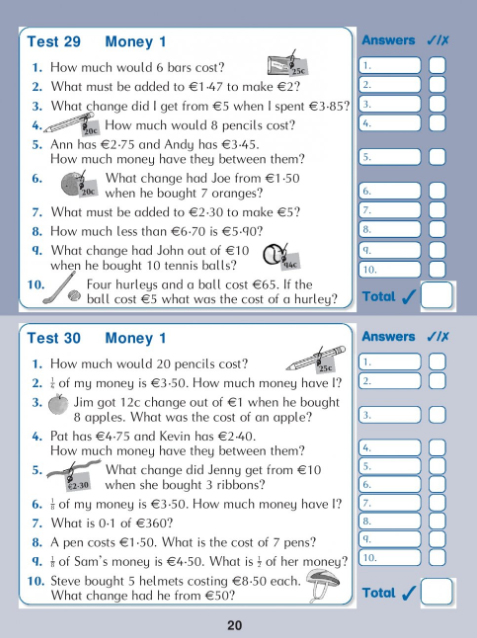 Test 29 Money 1 Answers ✓/✗
1. How much would 6 bars cost? 25c 1.
2. What must be added to €1·47 to make €2? 2.
3. What change did I get from €5 when I spent €3·85? 3.
4. 20c How much would 8 pencils cost? 4.
5. Ann has €2·75 and Andy has €3·45.
How much money have they between them? 5.
6. 20c What change had Joe from €1·50
when he bought 7 oranges? 6.
7. What must be added to €2·30 to make €5? 7.
8. How much less than €6·70 is €5·90? 8.
9. What change had John out of €10 9.
when he bought 10 tennis balls? 94c 10.
10. Four hurleys and a ball cost €65. If the
ball cost €5 what was the cost of a hurley? Total ✓
Test 30 Money 1 Answers ✓/✗
1. How much would 20 pencils cost? 25c 1.
2. of my money is €3·50. How much money have I? 2.
3. Jim got 12c change out of €1 when he bought
8 apples. What was the cost of an apple? 3.
4. Pat has €4·75 and Kevin has €2·40.
How much money have they between them? 4.
5. What change did Jenny get from €10 5.
€2·30 when she bought 3 ribbons? 6.
6. of my money is €3·50. How much money have I? 7.
7. What is 0·1 of €360? 8.
8. A pen costs €1·50. What is the cost of 7 pens? 9.
9. of Sam's money is €4·50. What is of her money? 10.
10. Steve bought 5 helmets costing €8·50 each.
What change had he from €50? Total ✓
20